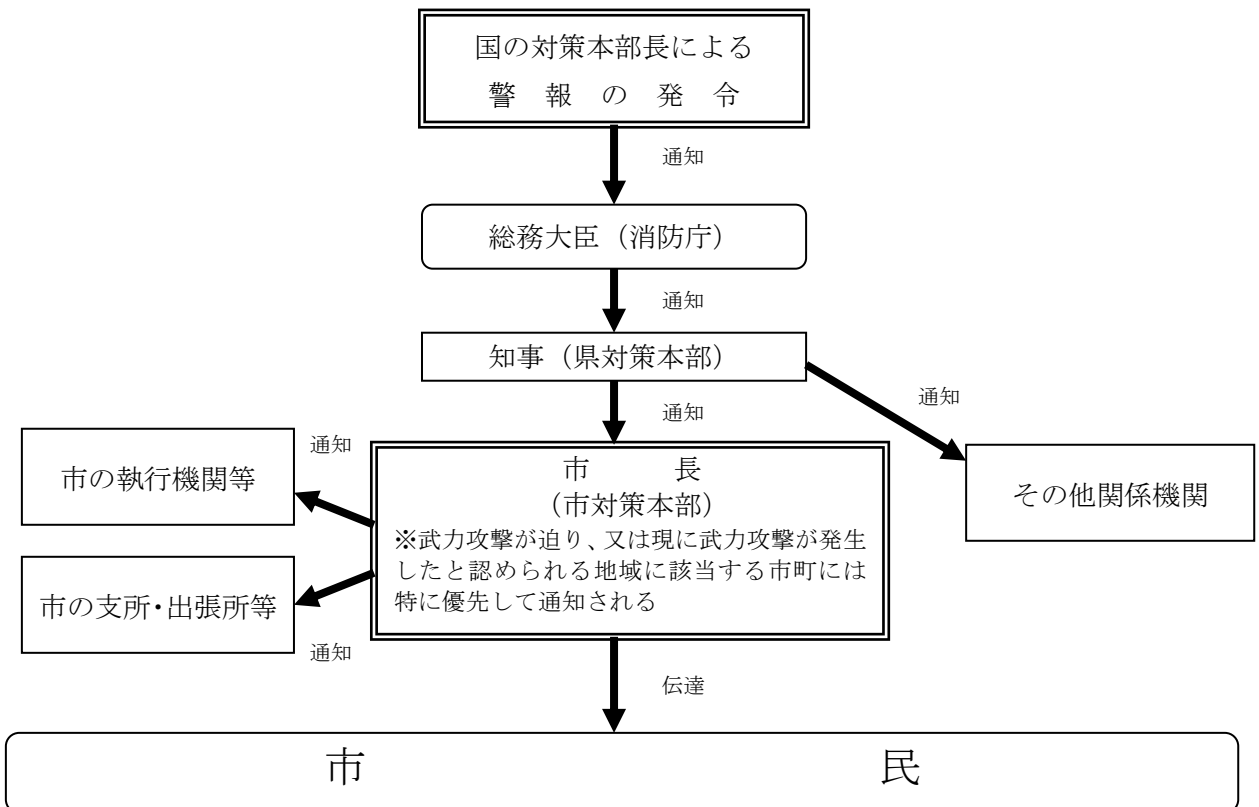 国の対策本部長による
警 報 の 発 令
通知
総務大臣（消防庁）
通知
知事（県対策本部）
通知
通知
通知
市の執行機関等
市 長
（市対策本部）
※武力攻撃が迫り、又は現に武力攻撃が発生
したと認められる地域に該当する市町には
特に優先して通知される
その他関係機関
市の支所・出張所等
通知
伝達
市 民